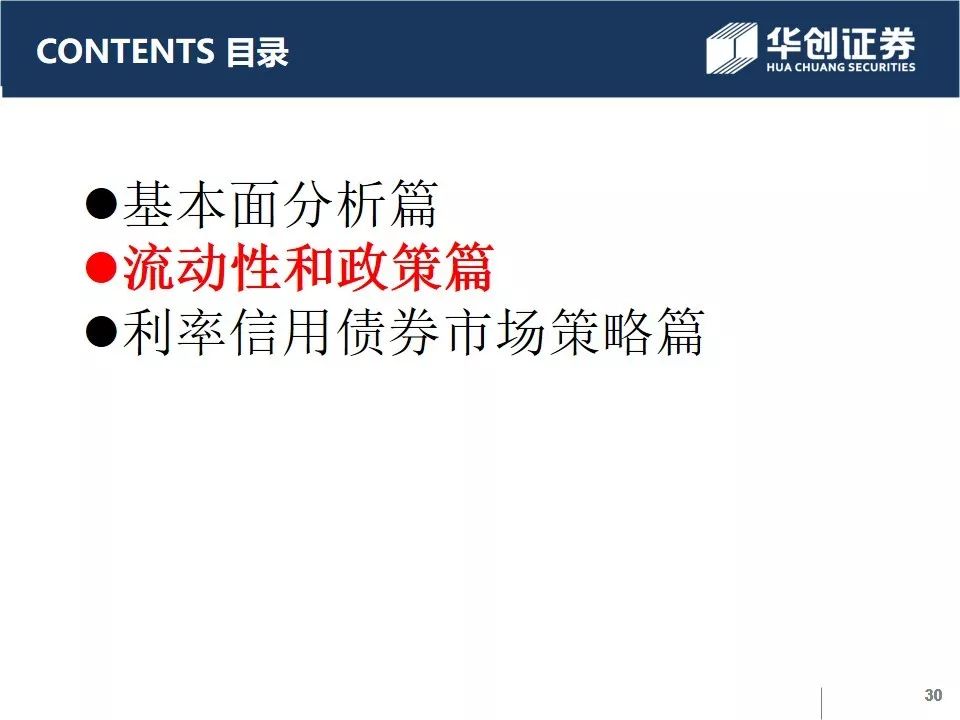 CONTENTS 目录
华创证券
HUA CHUANG SECURITIES
●基本面分析篇
●流动性和政策篇
●利率信用债券市场策略篇
30